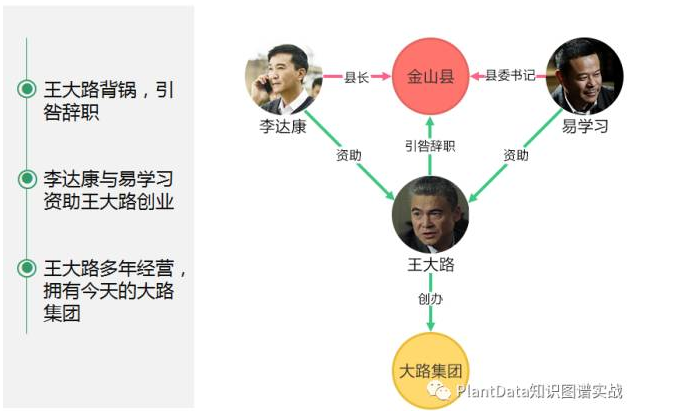 王大路背锅，引
咎辞职
李达康与易学习
资助王大路创业
王大路多年经营，
拥有今天的大路
集团
县长
金山县
县委书记
李达康
易学习
资助
引咎辞职
资助
王大路
创办
大路集团
PlantData知识图谱实战